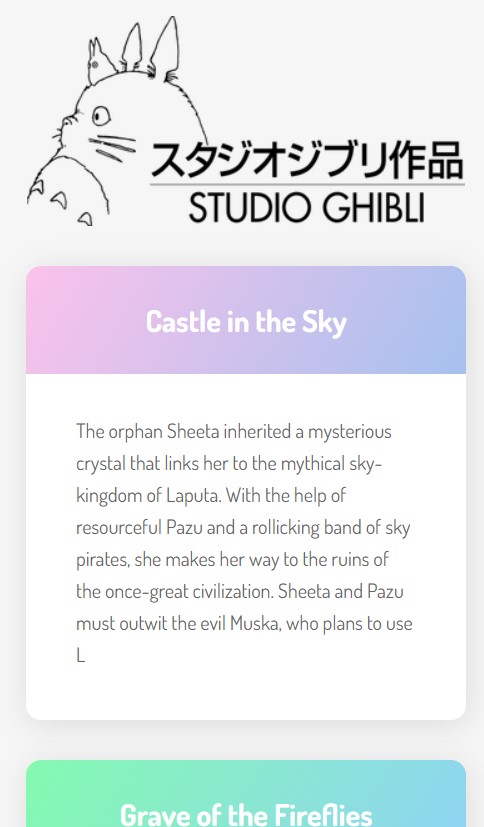 スタジオジブリ作品
STUDIO GHIBLI
Castle in the Sky
The orphan Sheeta inherited a mysterious
crystal that links her to the mythical sky-
kingdom of Laputa. With the help of
resourceful Pazu and a rollicking band of sky
pirates, she makes her way to the ruins of
the once-great civilization. Sheeta and Pazu
must outwit the evil Muska, who plans to use
L
Grave of the Fireflies